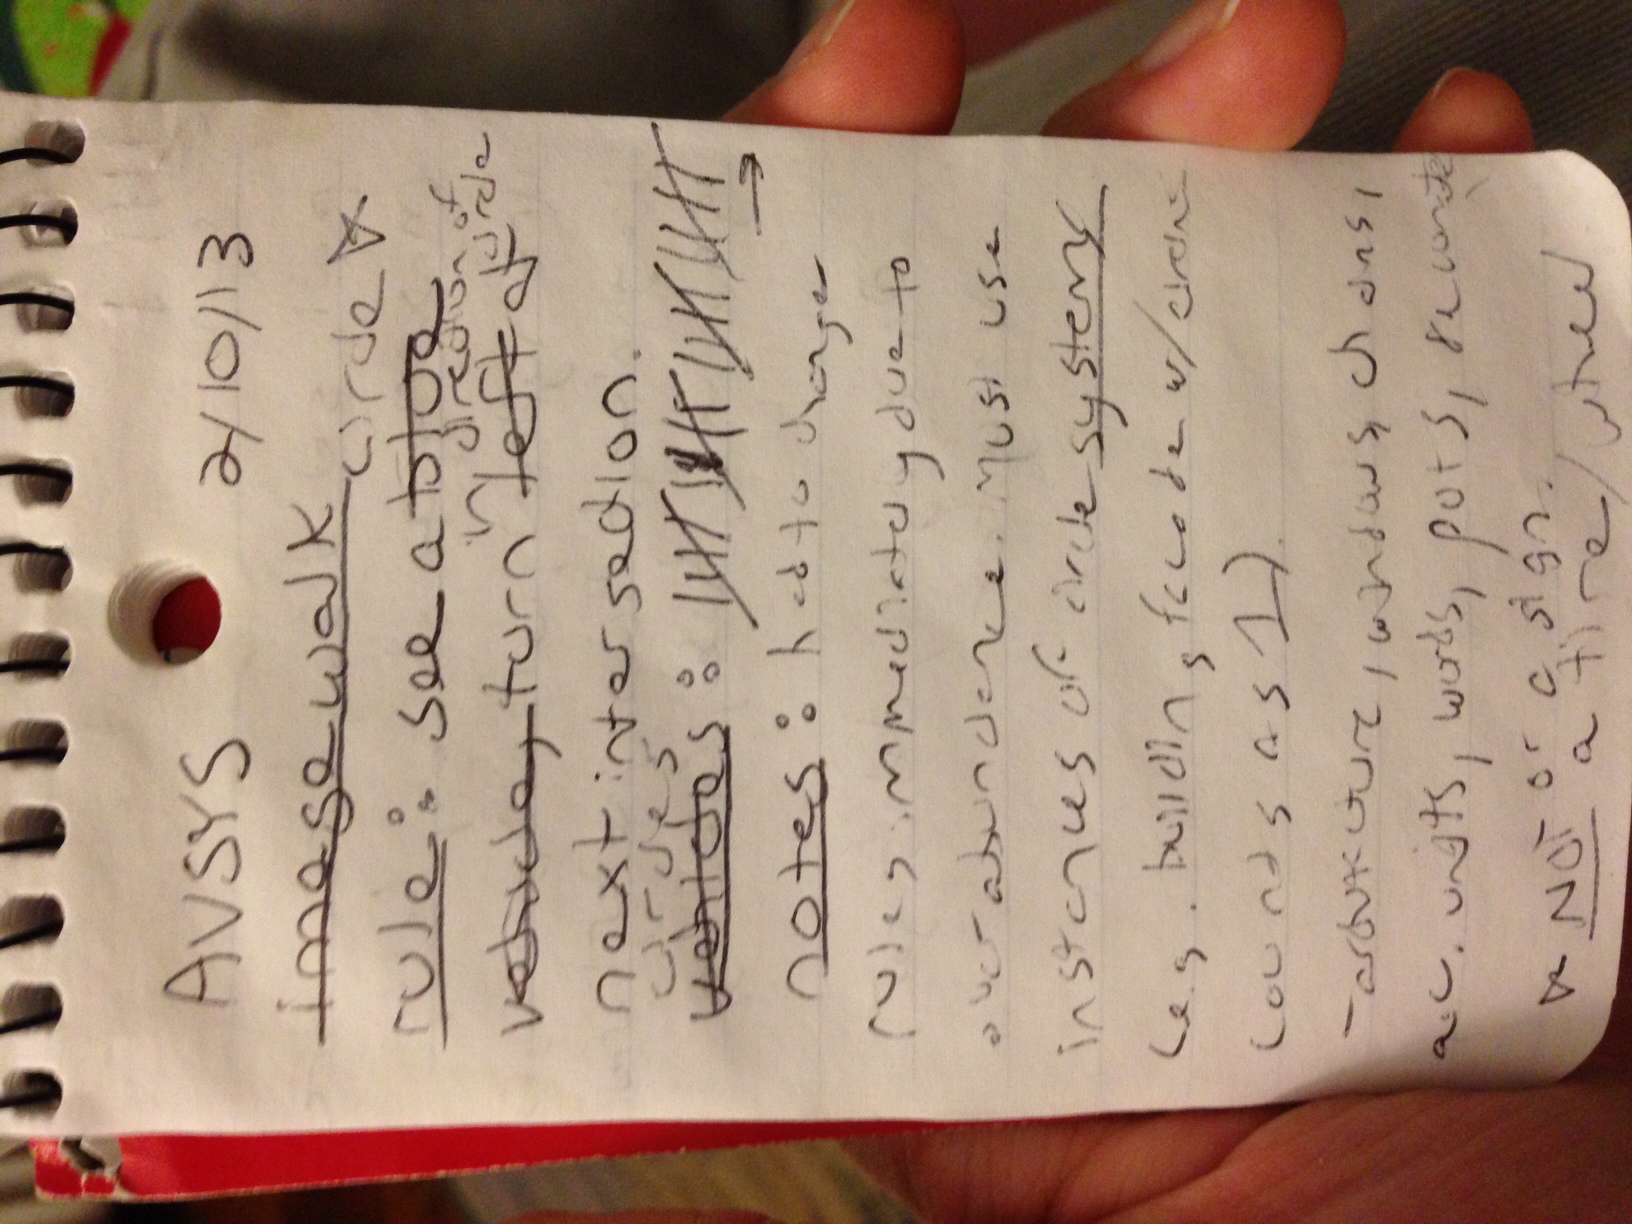 AVSYS 2/10/13
image walk
circle *
rule: see a blue
in direction of
circle
vehicle, turn left at
next intersection.
circles
vehicles:
notes: had to change
rules immediately due to
overabundance. Must use
instances of circle systems
(e.g. building facade w/ circles
counts as 1).
- architecture, windows, chains,
a.c. units, words, pots, decorate
or a sign.
* NOT a tire/wheel